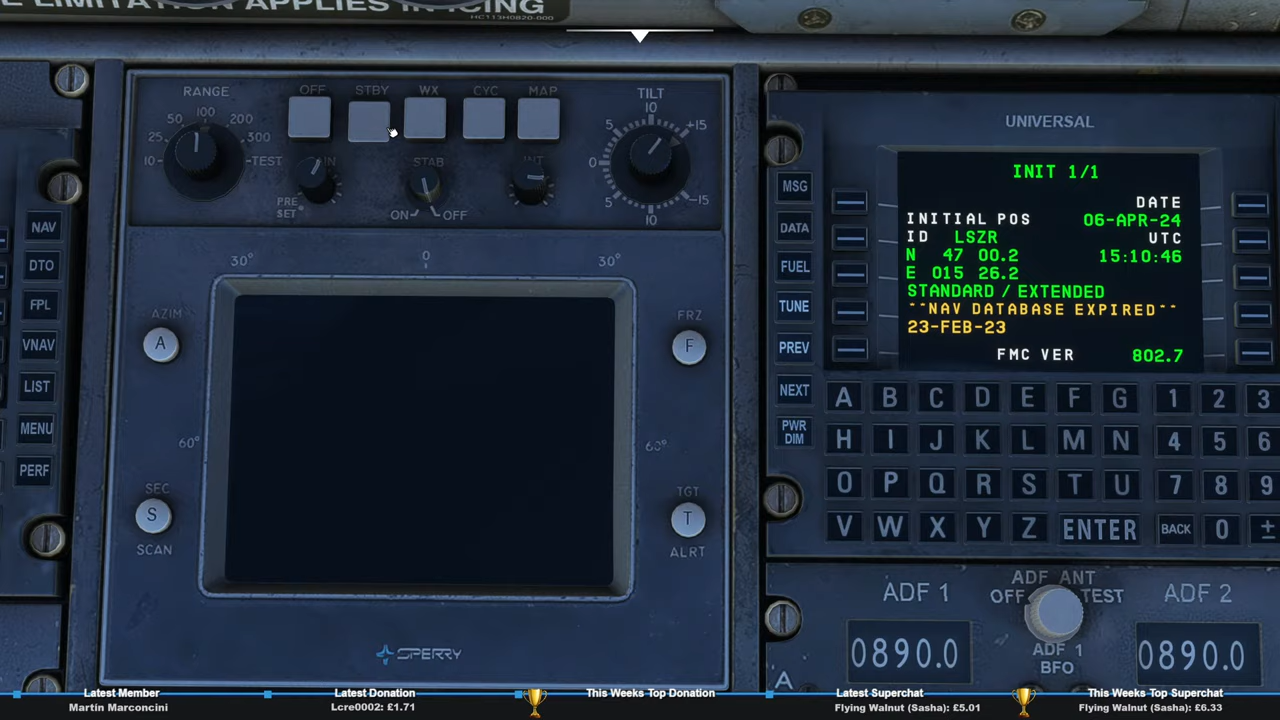 E LIMITATION APPLIES IN ICING
HC113H0820-000
RANGE
10 25 50 100 200 300 TEST
OFF STBY WX CYC MAP
PRE SET
STAB
ON OFF
INT
TILT
10
5 +15
0
5 -15
10
30° 0 30°
AZIM
A
FRZ
F
60° 60°
SEC
S
SCAN
TGT
T
ALRT
SPERRY
NAV
DTO
FPL
VNAV
LIST
MENU
PERF
UNIVERSAL
MSG
DATA
FUEL
TUNE
PREV
NEXT
PWR DIM
INIT 1/1
DATE
INITIAL POS 06-APR-24
ID LSZR UTC
N 47 00.2 15:10:46
E 015 26.2
STANDARD / EXTENDED
**NAV DATABASE EXPIRED**
23-FEB-23
FMC VER 802.7
A B C D E F G 1 2 3
H I J K L M N 4 5 6
O P Q R S T U 7 8 9
V W X Y Z ENTER BACK 0 ±
ADF 1
ADF ANT
OFF TEST
ADF 2
0890.0
ADF 1
BFO
0890.0
A
Latest Member
Martin Marconcini
Latest Donation
Lcre0002: £1.71
This Weeks Top Donation
Latest Superchat
Flying Walnut (Sasha): £5.01
This Weeks Top Superchat
Flying Walnut (Sasha): £6.33